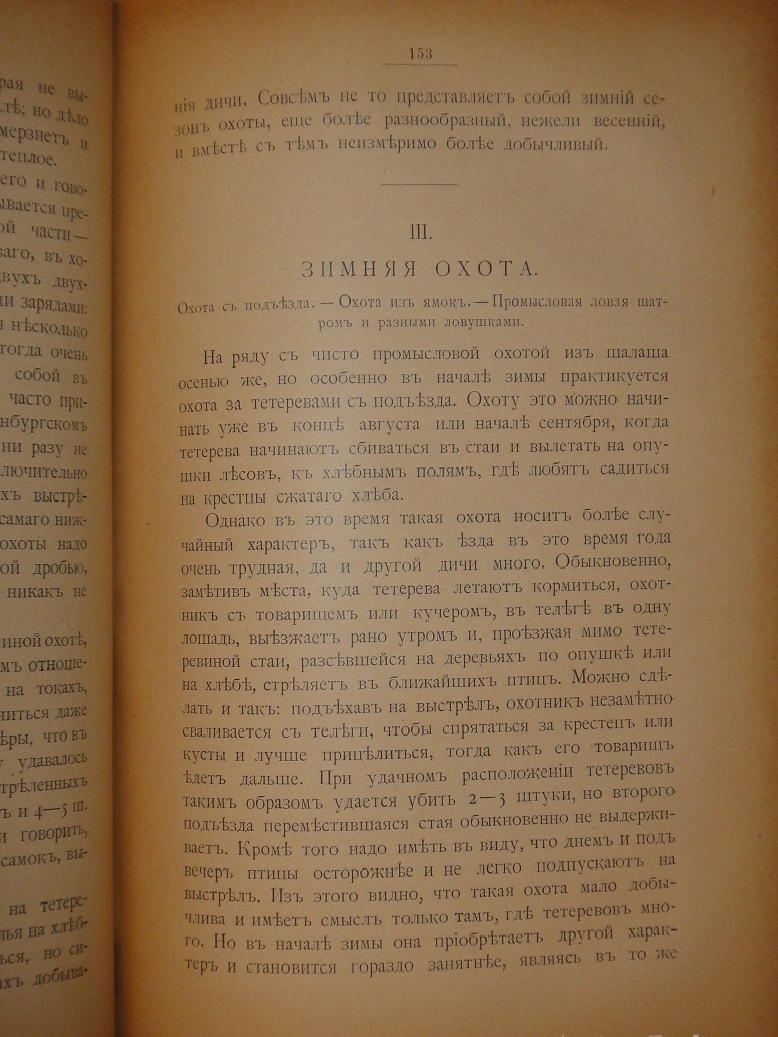 153
нія дичи. Совсѣмъ не то представляетъ собой зимній се-
зонъ охоты, еще болѣе разнообразный, нежели весенній,
и вмѣстѣ съ тѣмъ неизмѣримо болѣе добычливый.
III.
ЗИМНЯЯ ОХОТА.
Охота съ подъѣзда. — Охота изъ ямокъ. — Промысловая ловля шат-
ромъ и разными ловушками.
На ряду съ чисто промысловой охотой изъ шалаша
осенью же, но особенно въ началѣ зимы практикуется
охота за тетеревами съ подъѣзда. Охоту это можно начи-
нать уже въ концѣ августа или началѣ сентября, когда
тетерева начинаютъ сбиваться въ стаи и вылетать на опу-
шки лѣсовъ, къ хлѣбнымъ полямъ, гдѣ любятъ садиться
на крестцы сжатаго хлѣба.
Однако въ это время такая охота носитъ болѣе слу-
чайный характеръ, такъ какъ ѣзда въ это время года
очень трудная, да и другой дичи много. Обыкновенно,
замѣтивъ мѣста, куда тетерева летаютъ кормиться, охот-
никъ съ товарищемъ или кучеромъ, въ телѣгѣ въ одну
лошадь, выѣзжаетъ рано утромъ и, проѣзжая мимо тете-
ревиной стаи, разсѣвшейся на деревьяхъ по опушкѣ или
на хлѣбѣ, стрѣляетъ въ ближайшихъ птицъ. Можно сдѣ-
лать и такъ: подъѣхавъ на выстрѣлъ, охотникъ незамѣтно
сваливается съ телѣги, чтобы спрятаться за крестецъ или
кусты и лучше прицѣлиться, тогда какъ его товарищъ
ѣдетъ дальше. При удачномъ расположеніи тетеревовъ
такимъ образомъ удается убить 2—3 штуки, но второго
подъѣзда перемѣстившаяся стая обыкновенно не выдержи-
ваетъ. Кромѣ того надо имѣть въ виду, что днемъ и подъ
вечеръ птицы осторожнѣе и не легко подпускаютъ на
выстрѣлъ. Изъ этого видно, что такая охота мало добы-
члива и имѣетъ смыслъ только тамъ, гдѣ тетеревовъ мно-
го. Но въ началѣ зимы она пріобрѣтаетъ другой харак-
теръ и становится гораздо занятнѣе, являясь въ то же